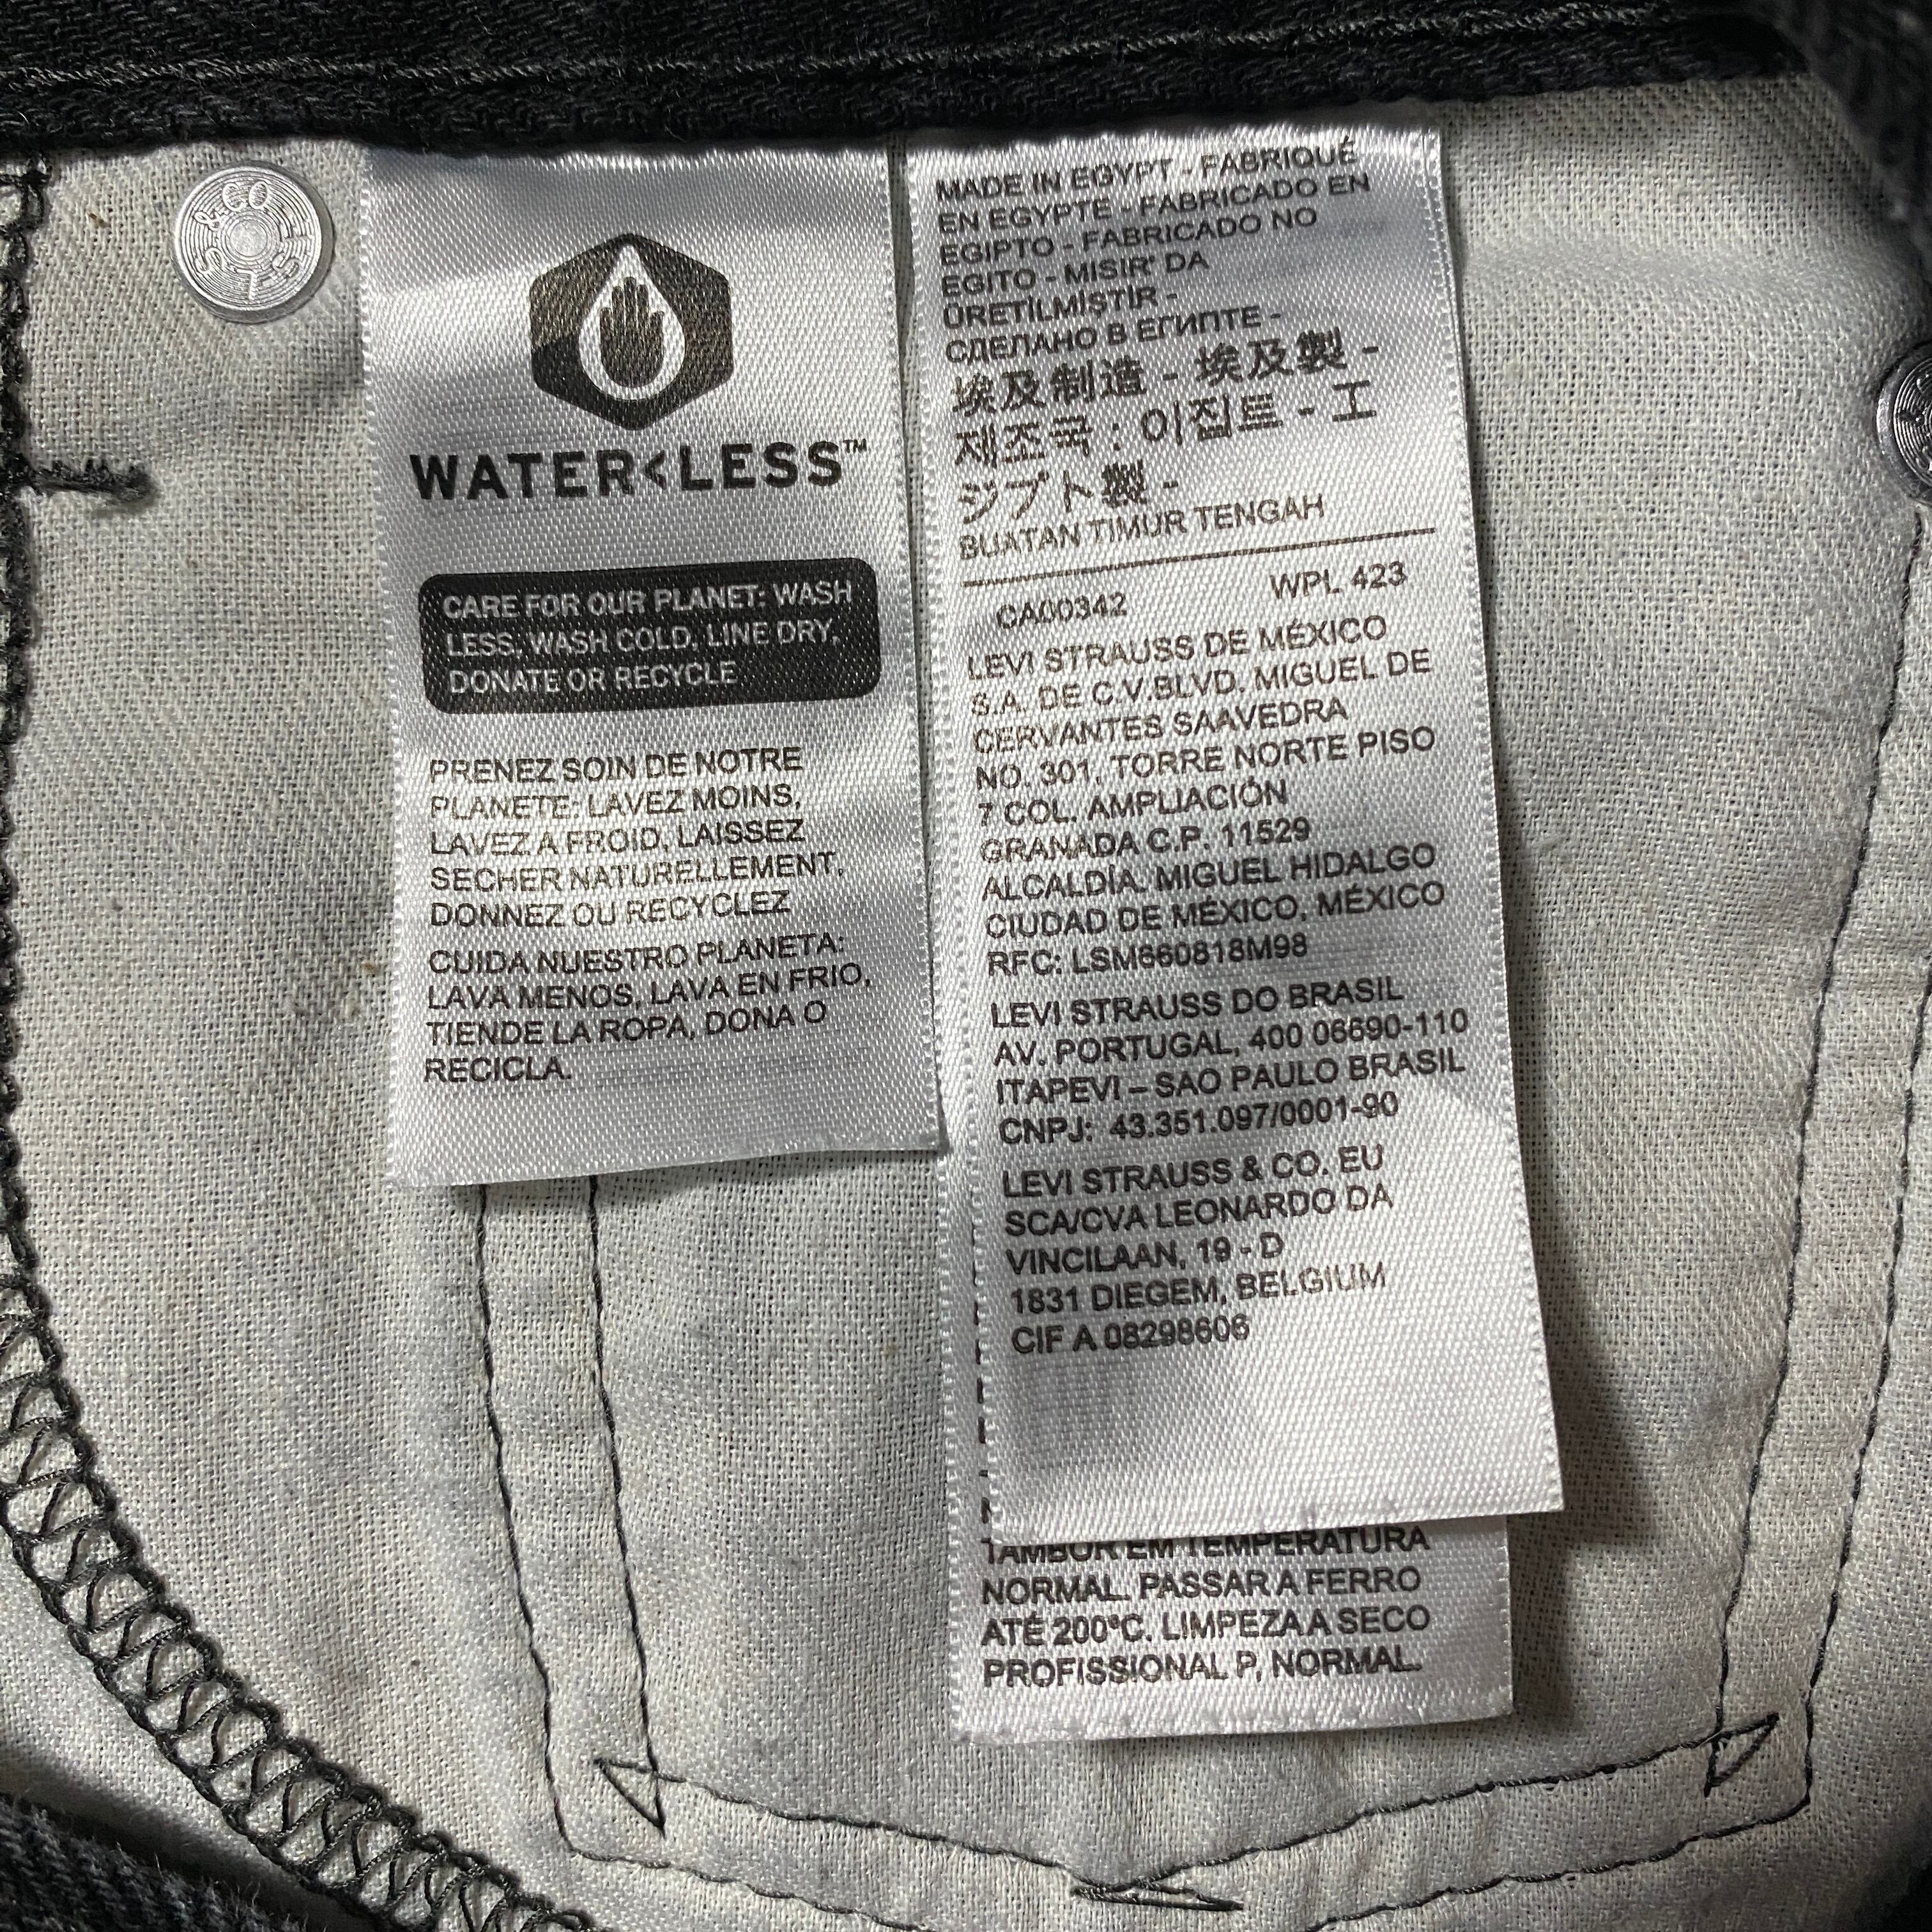 & CO
LS
WATER<LESS™
CARE FOR OUR PLANET: WASH
LESS, WASH COLD, LINE DRY,
DONATE OR RECYCLE
PRENEZ SOIN DE NOTRE
PLANETE: LAVEZ MOINS,
LAVEZ A FROID, LAISSEZ
SECHER NATURELLEMENT,
DONNEZ OU RECYCLEZ
CUIDA NUESTRO PLANETA:
LAVA MENOS, LAVA EN FRIO,
TIENDE LA ROPA, DONA O
RECICLA.
MADE IN EGYPT - FABRIQUÉ
EN EGYPTE - FABRICADO EN
EGIPTO - FABRICADO NO
EGITO - MISIR' DA
ÜRETİLMİŞTİR -
СДЕЛАНО В ЕГИПТЕ -
埃及制造 - 埃及製 -
제조국 : 이집트 - エ
ジプト製 -
BUATAN TIMUR TENGAH
CA00342 WPL 423
LEVI STRAUSS DE MÉXICO
S.A. DE C.V.BLVD. MIGUEL DE
CERVANTES SAAVEDRA
NO. 301, TORRE NORTE PISO
7 COL. AMPLIACIÓN
GRANADA C.P. 11529
ALCALDÍA. MIGUEL HIDALGO
CIUDAD DE MÉXICO, MÉXICO
RFC: LSM660818M98
LEVI STRAUSS DO BRASIL
AV. PORTUGAL, 400 06690-110
ITAPEVI – SAO PAULO BRASIL
CNPJ: 43.351.097/0001-90
LEVI STRAUSS & CO. EU
SCA/CVA LEONARDO DA
VINCILAAN, 19 - D
1831 DIEGEM, BELGIUM
CIF A 08298606
TAMBOR EM TEMPERATURA
NORMAL. PASSAR A FERRO
ATÉ 200°C. LIMPEZA A SECO
PROFISSIONAL P, NORMAL.